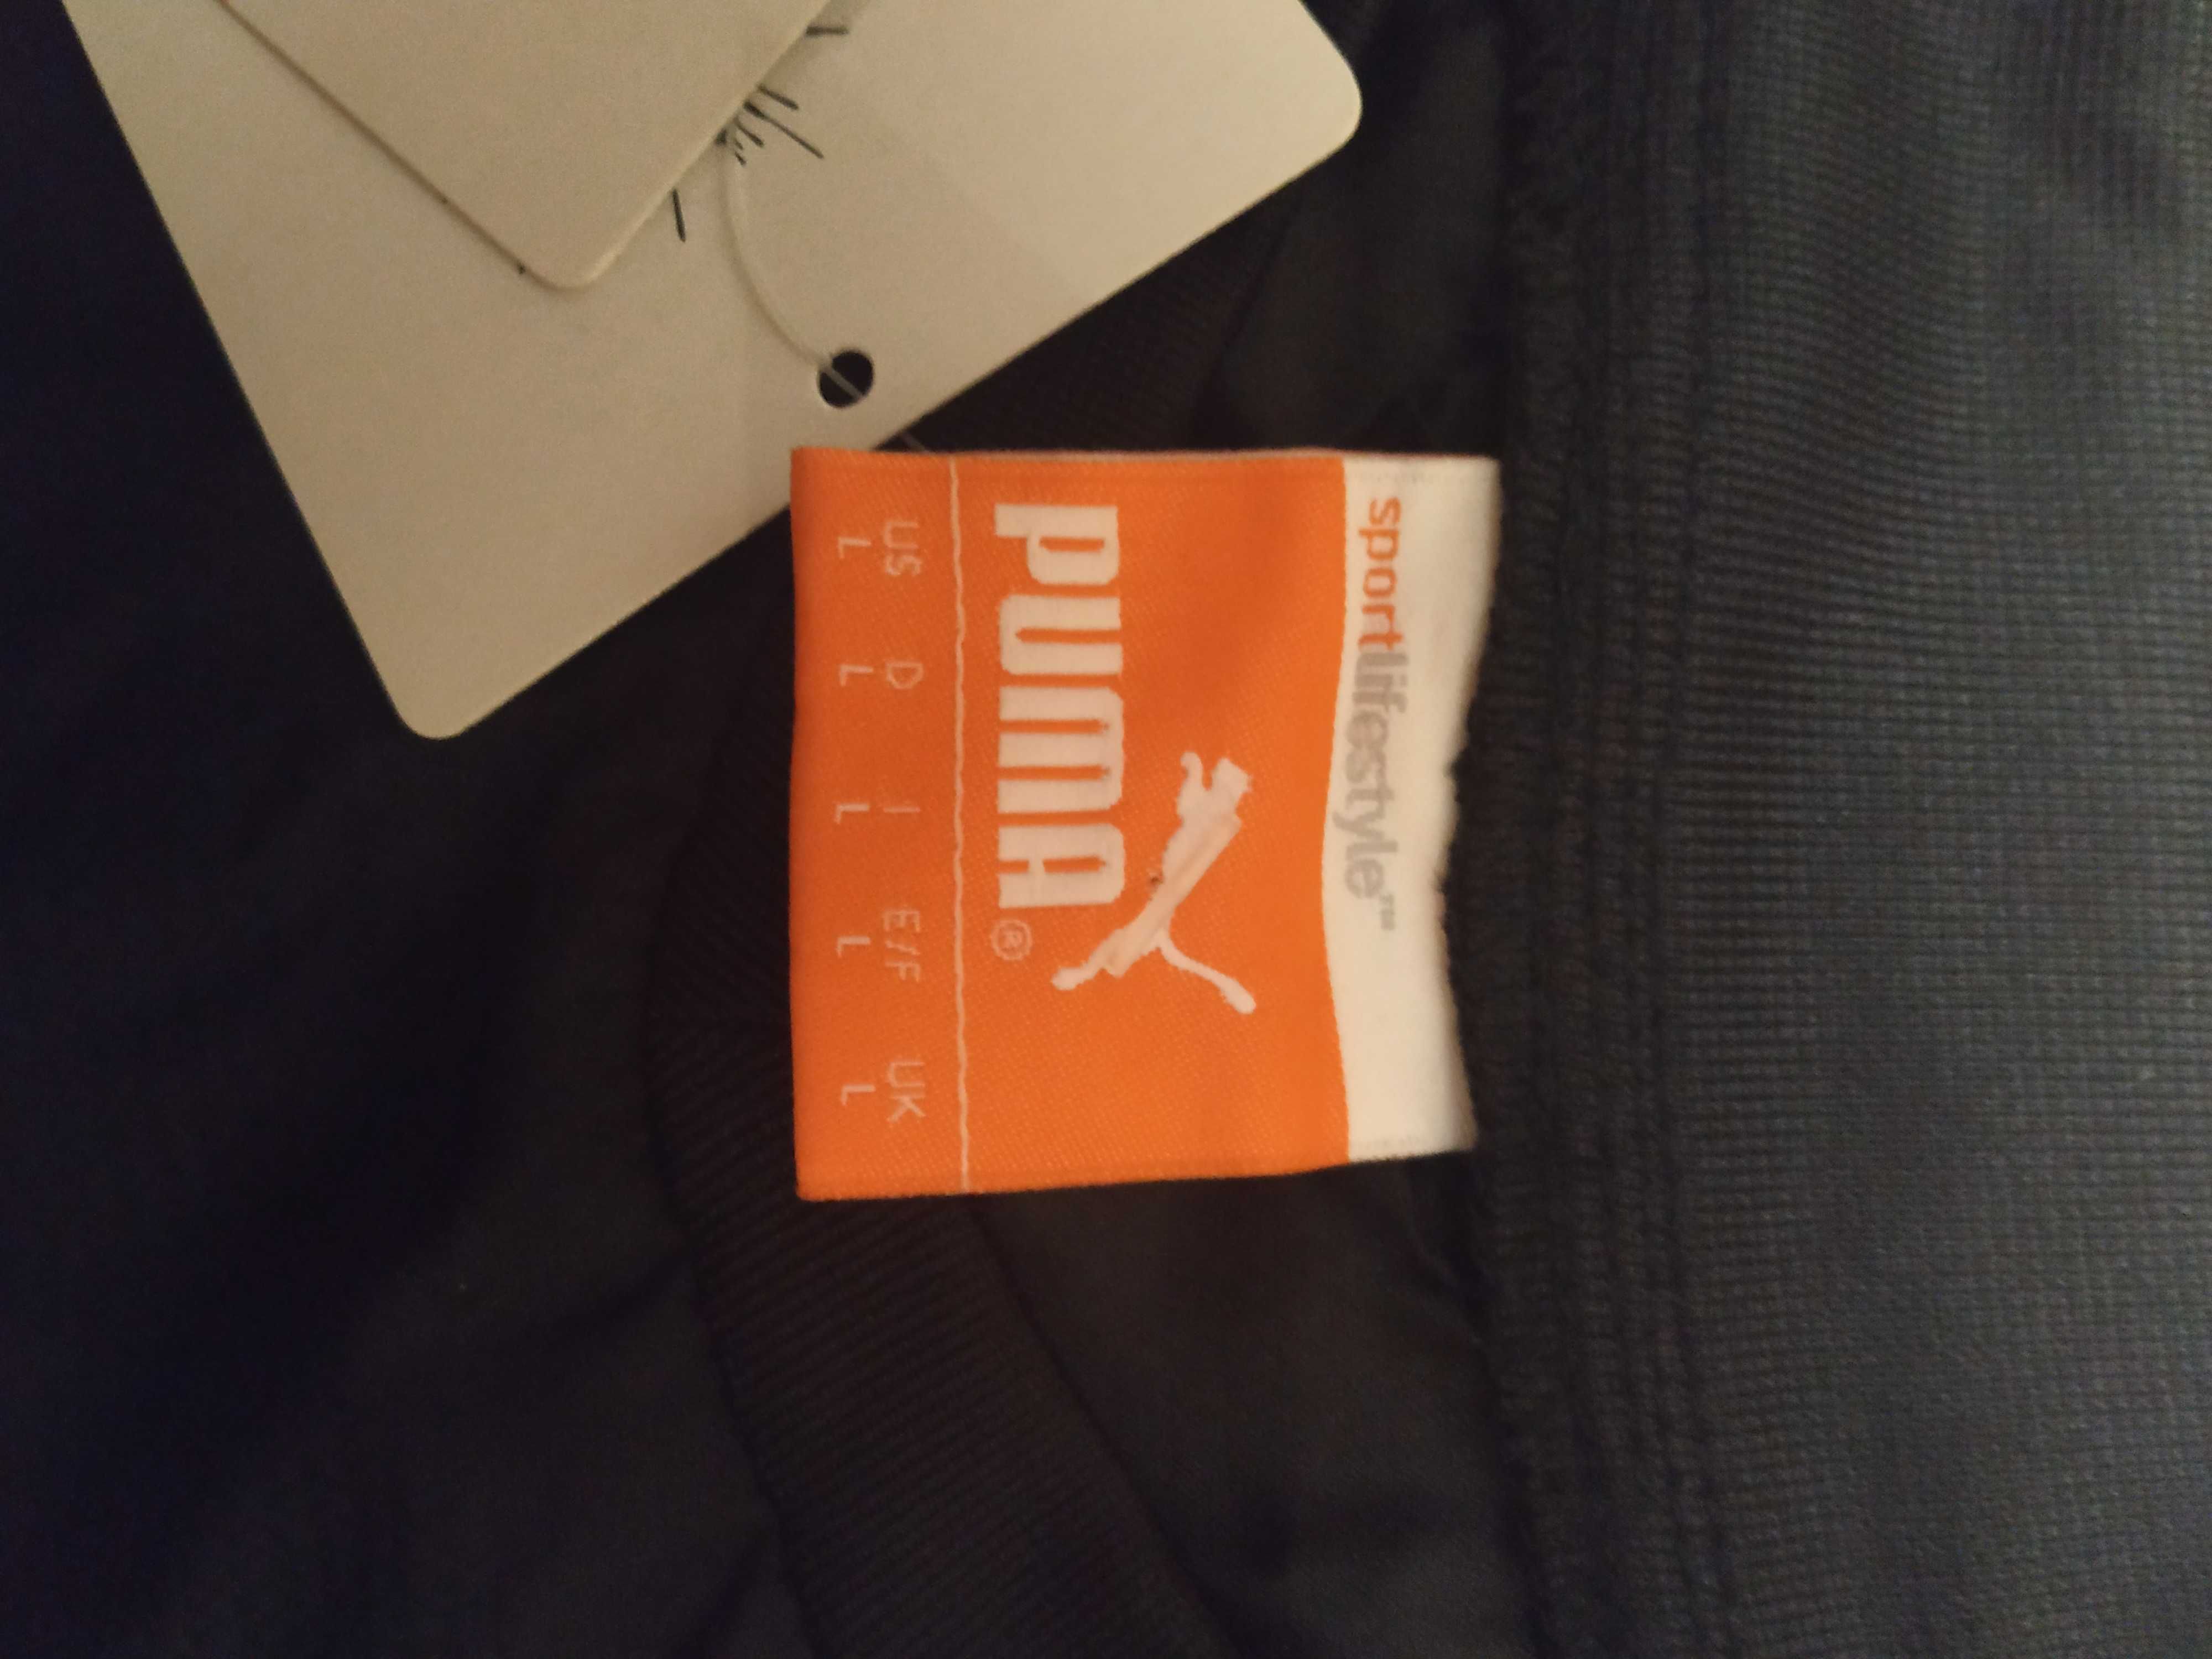 sportlifestyle™
PUMA®
US D I E/F UK
L L L L L